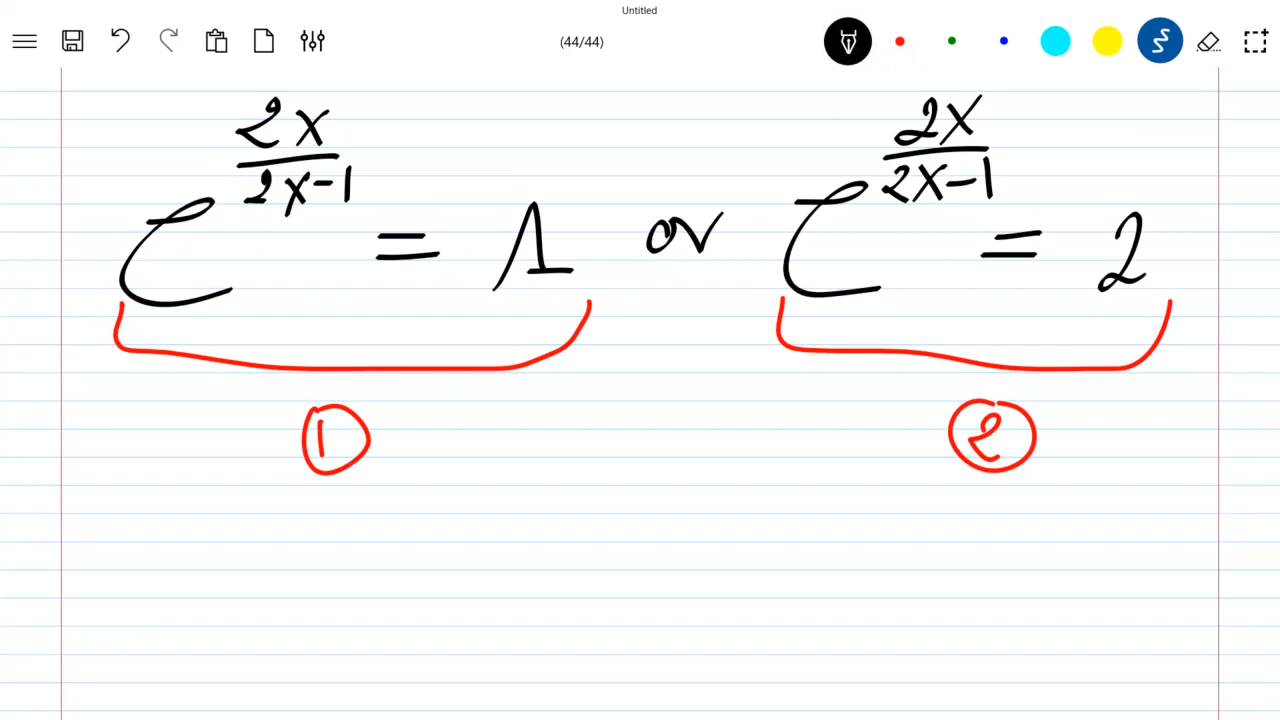 Untitled
(44/44)
e^(2x/(2x-1)) = 1 or e^(2x/(2x-1)) = 2
1 2